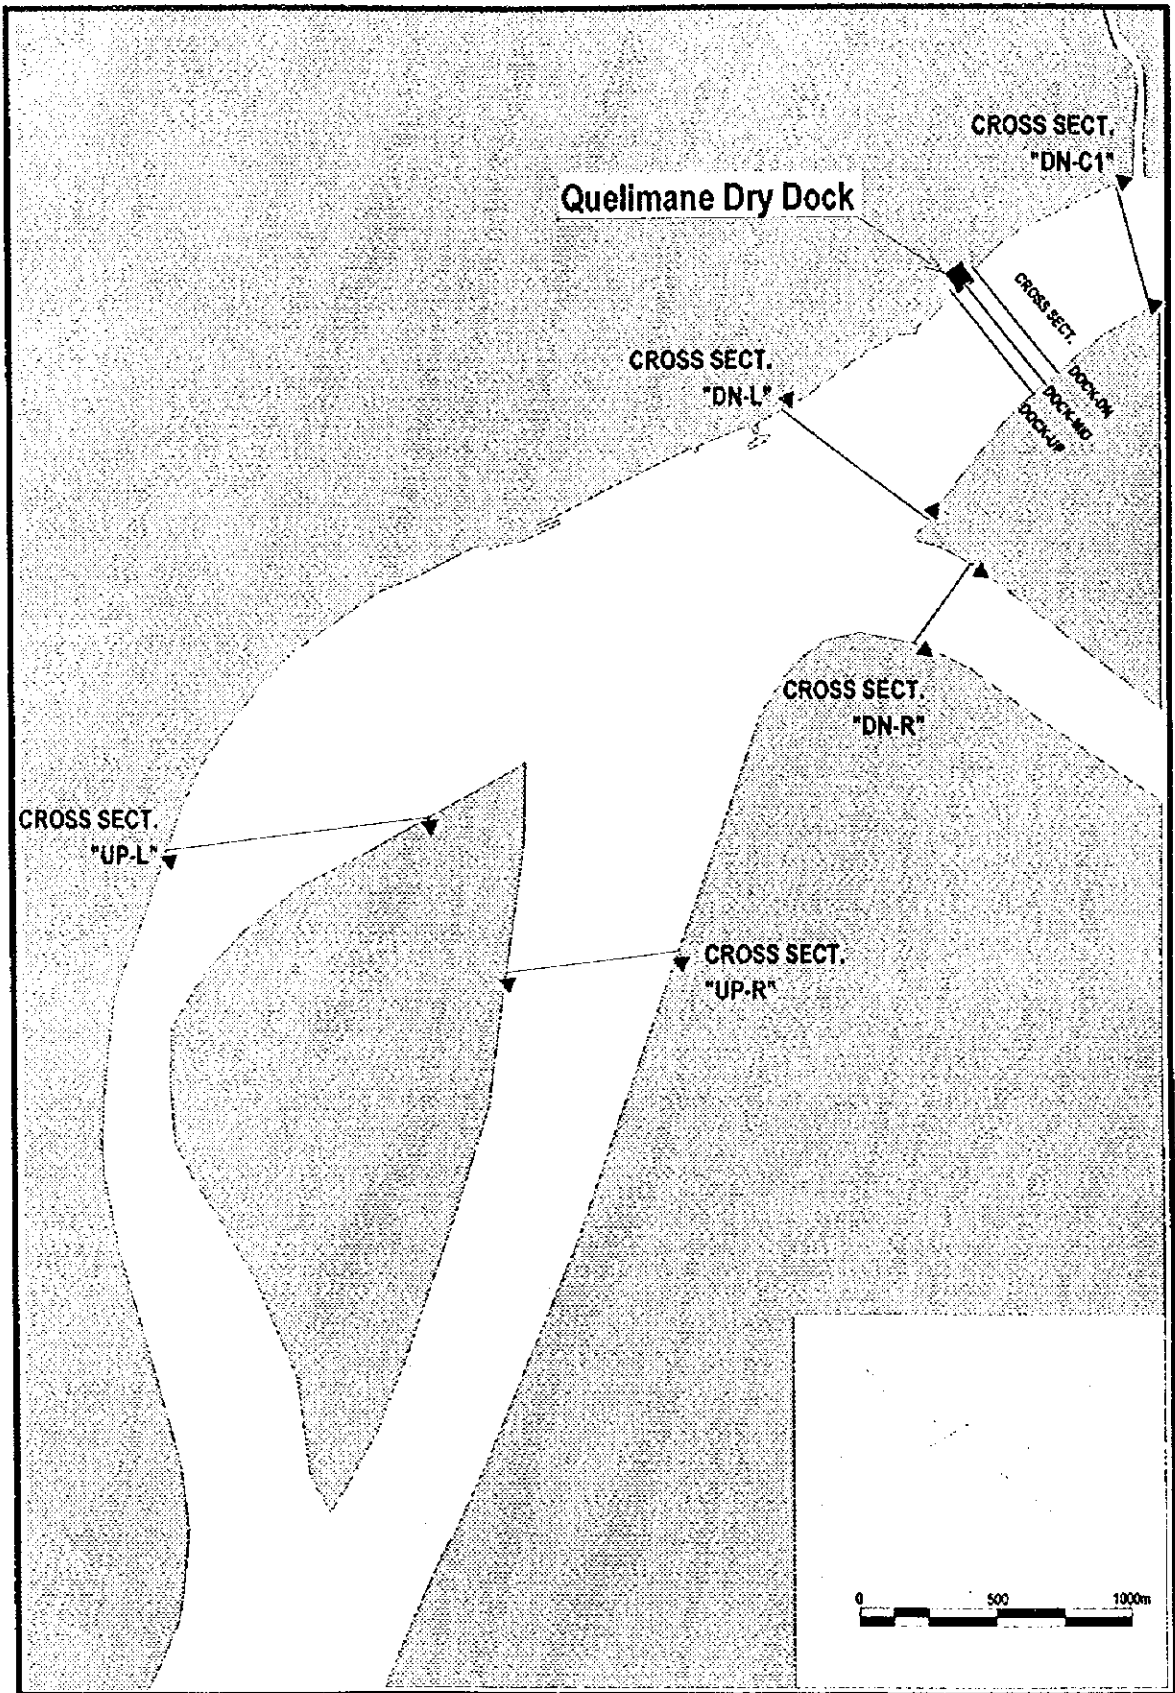 CROSS SECT.
"DN-C1"
Quelimane Dry Dock
CROSS SECT.
DOCK-DN
DOCK-MID
DOCK-UP
CROSS SECT.
"DN-L"
CROSS SECT.
"DN-R"
CROSS SECT.
"UP-L"
CROSS SECT.
"UP-R"
0 500 1000m